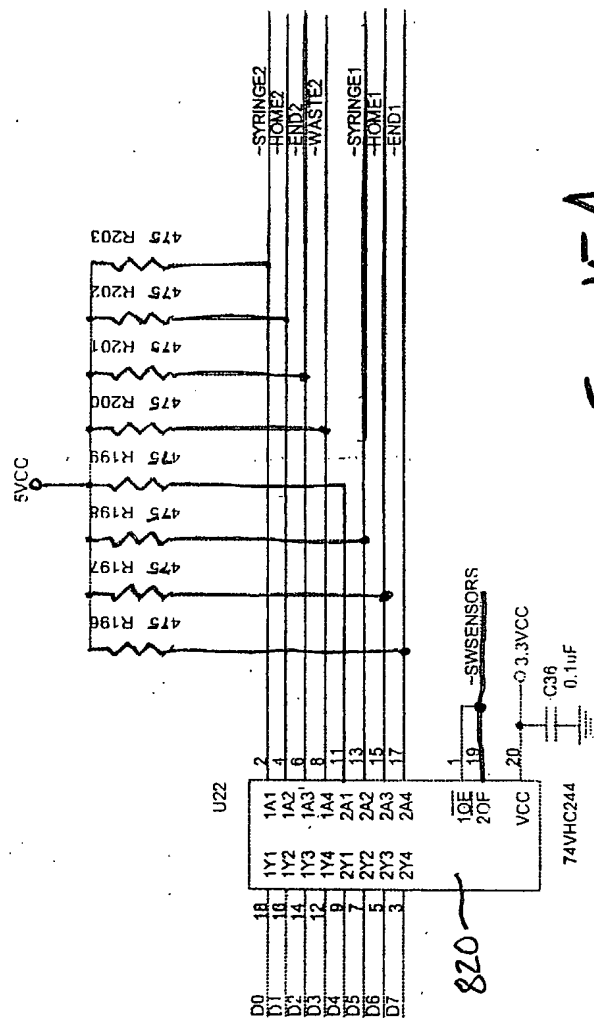 5VCC
475 R203
475 R202
475 R201
475 R200
475 R199
475 R198
475 R197
475 R196
~SYRINGE2
~HOME2
~END2
~WASTE2
~SYRINGE1
~HOME1
~END1
U22
D0 18 1Y1 1A1 2
D1 16 1Y2 1A2 4
D2 14 1Y3 1A3 6
D3 12 1Y4 1A4 8
D4 9 2Y1 2A1 11
D5 7 2Y2 2A2 13
D6 5 2Y3 2A3 15
D7 3 2Y4 2A4 17
1OE 1
2OE 19
~SWSENSORS
VCC 20
3.3VCC
C36
0.1uF
74VHC244
820